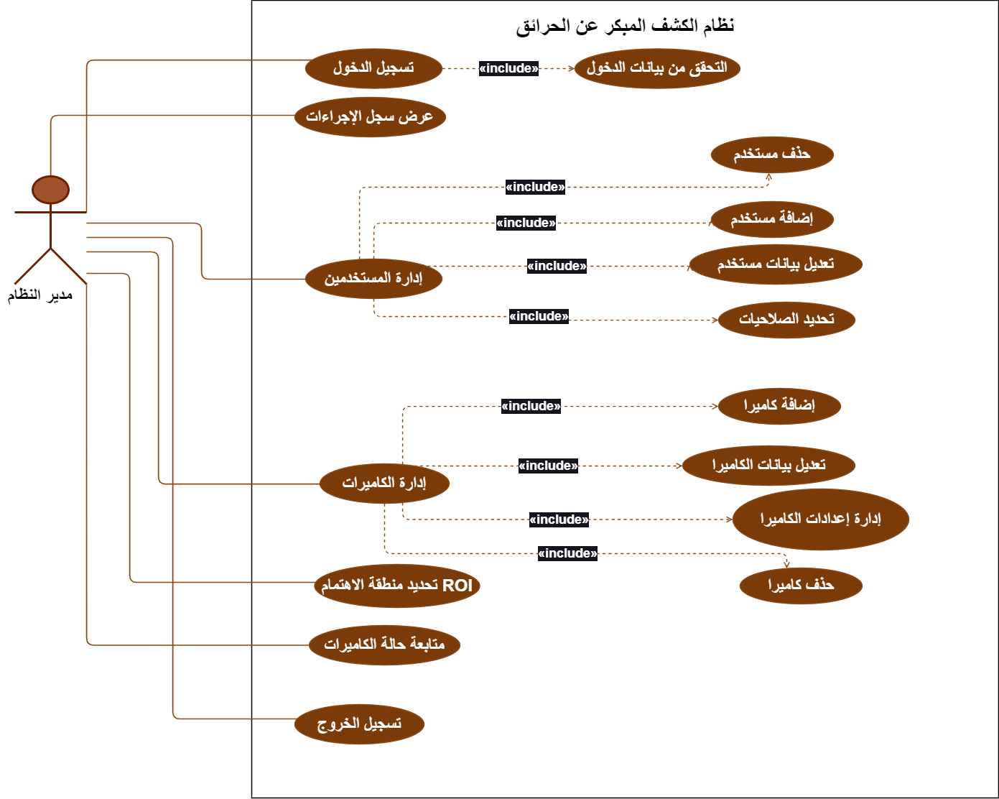 نظام الكشف المبكر عن الحرائق
تسجيل الدخول
«include»
التحقق من بيانات الدخول
عرض سجل الإجراءات
حذف مستخدم
«include»
إضافة مستخدم
«include»
تعديل بيانات مستخدم
«include»
إدارة المستخدمين
مدير النظام
«include»
تحديد الصلاحيات
إضافة كاميرا
«include»
تعديل بيانات الكاميرا
«include»
إدارة الكاميرات
إدارة إعدادات الكاميرا
«include»
«include»
حذف كاميرا
تحديد منطقة الاهتمام ROI
متابعة حالة الكاميرات
تسجيل الخروج